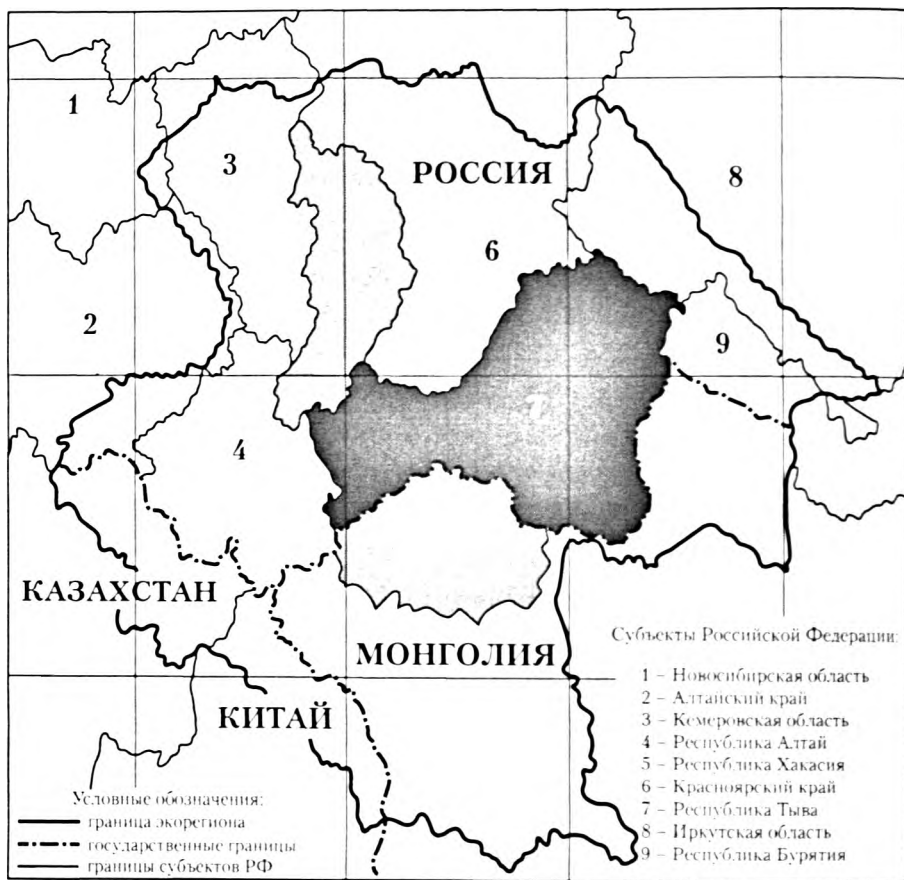 1
3
РОССИЯ
8
6
2
9
7
4
КАЗАХСТАН
МОНГОЛИЯ
КИТАЙ
Субъекты Российской Федерации:
1 – Новосибирская область
2 – Алтайский край
3 – Кемеровская область
4 – Республика Алтай
5 – Республика Хакасия
6 – Красноярский край
7 – Республика Тыва
8 – Иркутская область
9 – Республика Бурятия
Условные обозначения:
граница экорегиона
государственные границы
границы субъектов РФ